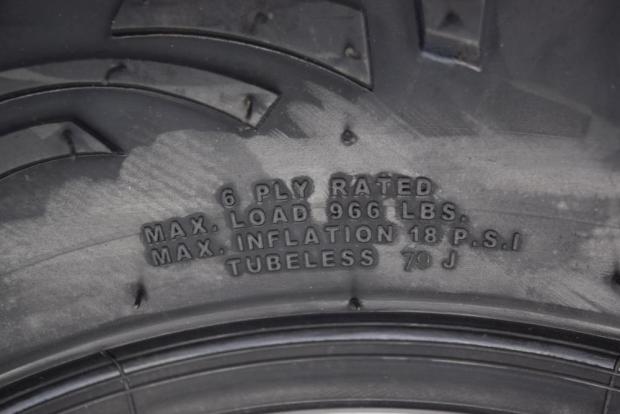 6 PLY RATED
MAX. LOAD 966 LBS.
MAX. INFLATION 18 P.S.I
TUBELESS 79 J